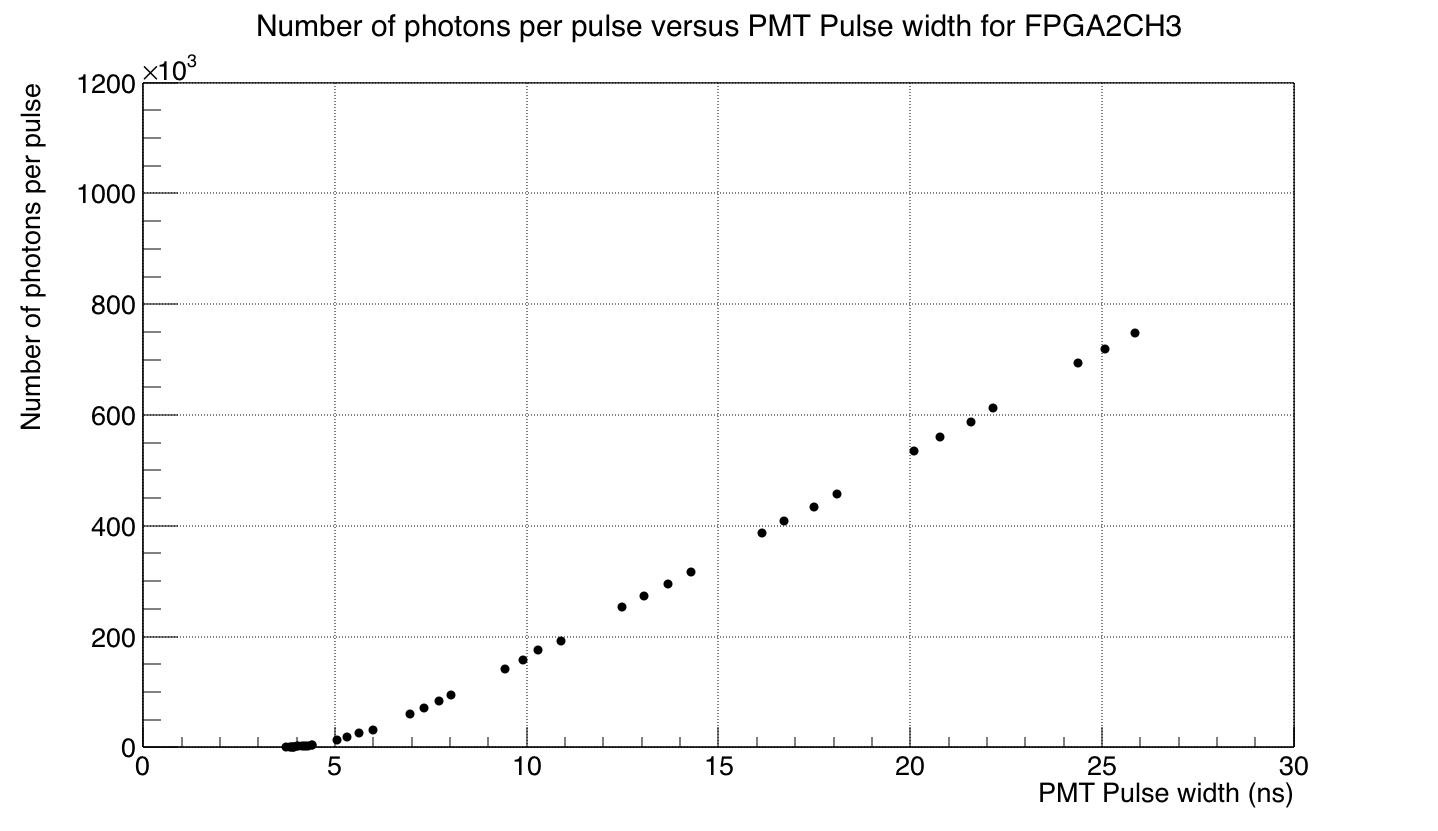 Number of photons per pulse versus PMT Pulse width for FPGA2CH3
×10³
Number of photons per pulse
1200
1000
800
600
400
200
0
0 5 10 15 20 25 30
PMT Pulse width (ns)